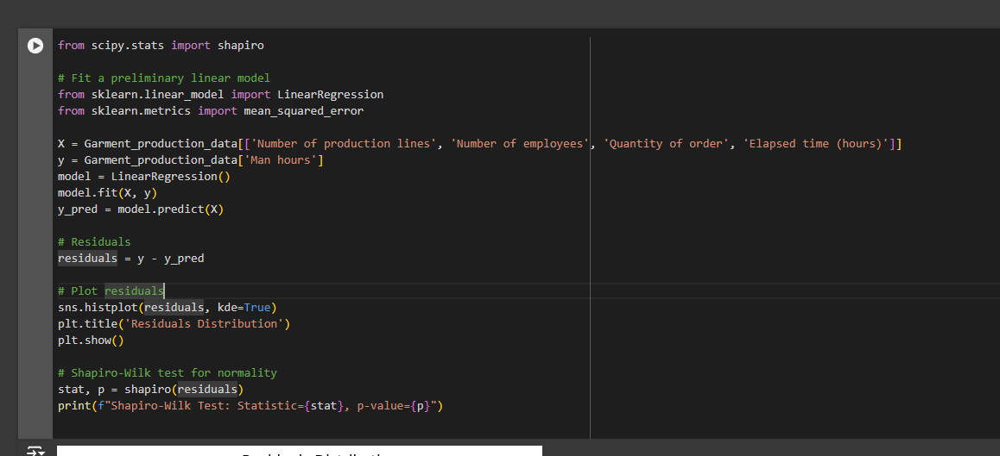 from scipy.stats import shapiro
# Fit a preliminary linear model
from sklearn.linear_model import LinearRegression
from sklearn.metrics import mean_squared_error
X = Garment_production_data[['Number of production lines', 'Number of employees', 'Quantity of order', 'Elapsed time (hours)']]
y = Garment_production_data['Man hours']
model = LinearRegression()
model.fit(X, y)
y_pred = model.predict(X)
# Residuals
residuals = y - y_pred
# Plot residuals
sns.histplot(residuals, kde=True)
plt.title('Residuals Distribution')
plt.show()
# Shapiro-Wilk test for normality
stat, p = shapiro(residuals)
print(f"Shapiro-Wilk Test: Statistic={stat}, p-value={p}")